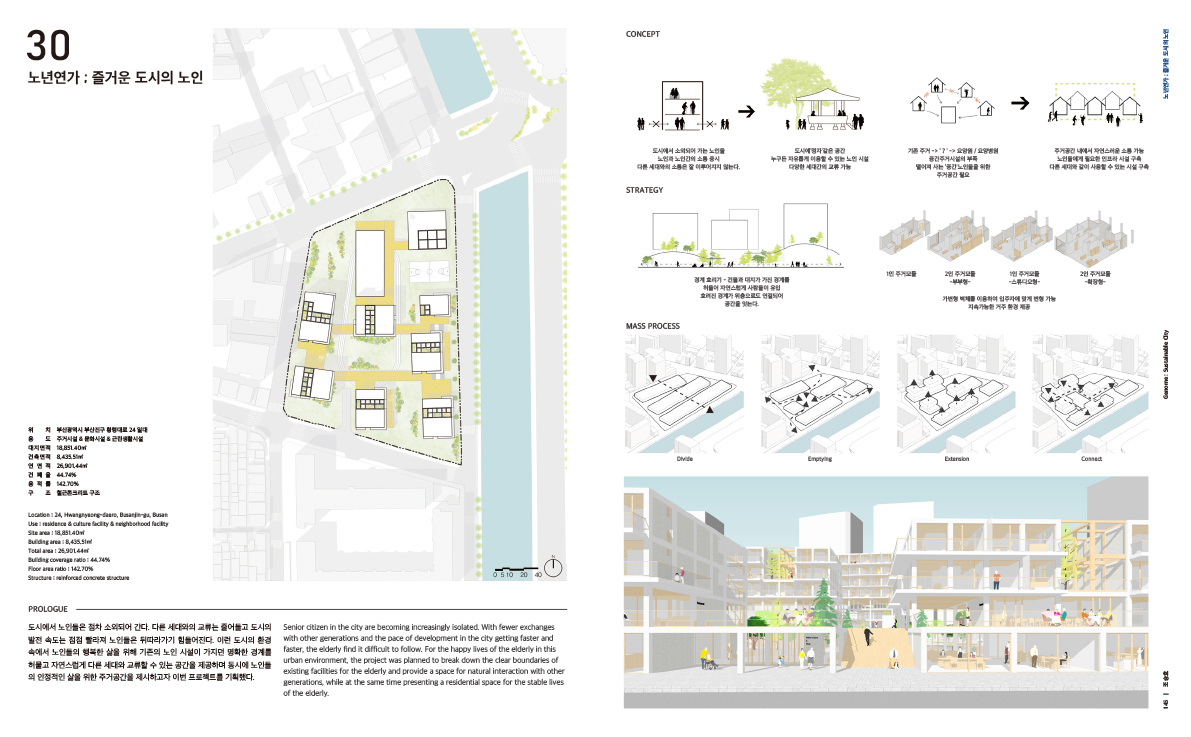 30
노년연가 ; 즐거운 도시의 노인
위 치 부산광역시 부산진구 황령대로 24 일대
용 도 주거시설 & 문화시설 & 근린생활시설
대지면적 18,851.40㎡
건축면적 8,435.51㎡
연 면 적 26,901.44㎡
건 폐 율 44.74%
용 적 률 142.70%
구 조 철근콘크리트 구조
Location : 24, Hwangnyeong-daero, Busanjin-gu, Busan
Use : residence & culture facility & neighborhood facility
Site area : 18,851.40㎡
Building area : 8,435.51㎡
Total area : 26,901.44㎡
Building coverage ratio : 44.74%
Floor area ratio : 142.70%
Structure : reinforced concrete structure
0 5 10 20 40
N
PROLOGUE
도시에서 노인들은 점차 소외되어 간다. 다른 세대와의 교류는 줄어들고 도시의
발전 속도는 점점 빨라져 노인들은 뒤따라가기 힘들어진다. 이런 도시의 환경
속에서 노인들의 행복한 삶을 위해 기존의 노인 시설이 가지던 명확한 경계를
허물고 자연스럽게 다른 세대와 교류할 수 있는 공간을 제공하며 동시에 노인들
의 안정적인 삶을 위한 주거공간을 제시하고자 이번 프로젝트를 기획했다.
Senior citizen in the city are becoming increasingly isolated. With fewer exchanges
with other generations and the pace of development in the city getting faster and
faster, the elderly find it difficult to follow. For the happy lives of the elderly in this
urban environment, the project was planned to break down the clear boundaries of
existing facilities for the elderly and provide a space for natural interaction with other
generations, while at the same time presenting a residential space for the stable lives
of the elderly.
CONCEPT
도시에서 소외되어 가는 노인들
노인과 노인간의 소통 중시
다른 세대와의 소통은 잘 이루어지지 않는다.
도시에'정자'같은 공간
누구든 자유롭게 이용할 수 있는 노인 시설
다양한 세대간의 교류 가능
기존 주거 -> ' ? ' -> 요양원 / 요양병원
중간주거시설의 부족
떨어져 사는 '중간'노인들을 위한
주거공간 필요
주거공간 내에서 자연스러운 소통 가능
노인들에게 필요한 인프라 시설 구축
다른 세대와 같이 사용할 수 있는 시설 구축
STRATEGY
경계 흐리기 - 건물과 대지가 가진 경계를
허물어 자연스럽게 사람들이 유입
흐려진 경계가 위층으로도 연결되어
공간을 잇는다.
1인 주거모듈
2인 주거모듈
-부부형-
1인 주거모듈
-스튜디오형-
2인 주거모듈
-확장형-
가변형 벽체를 이용하여 입주자에 맞게 변형 가능
지속가능한 거주 환경 제공
MASS PROCESS
Divide
Emptying
Extension
Connect
노년연가 ; 즐거운 도시의 노인
Genome : Sustainable City
145 | 조승호